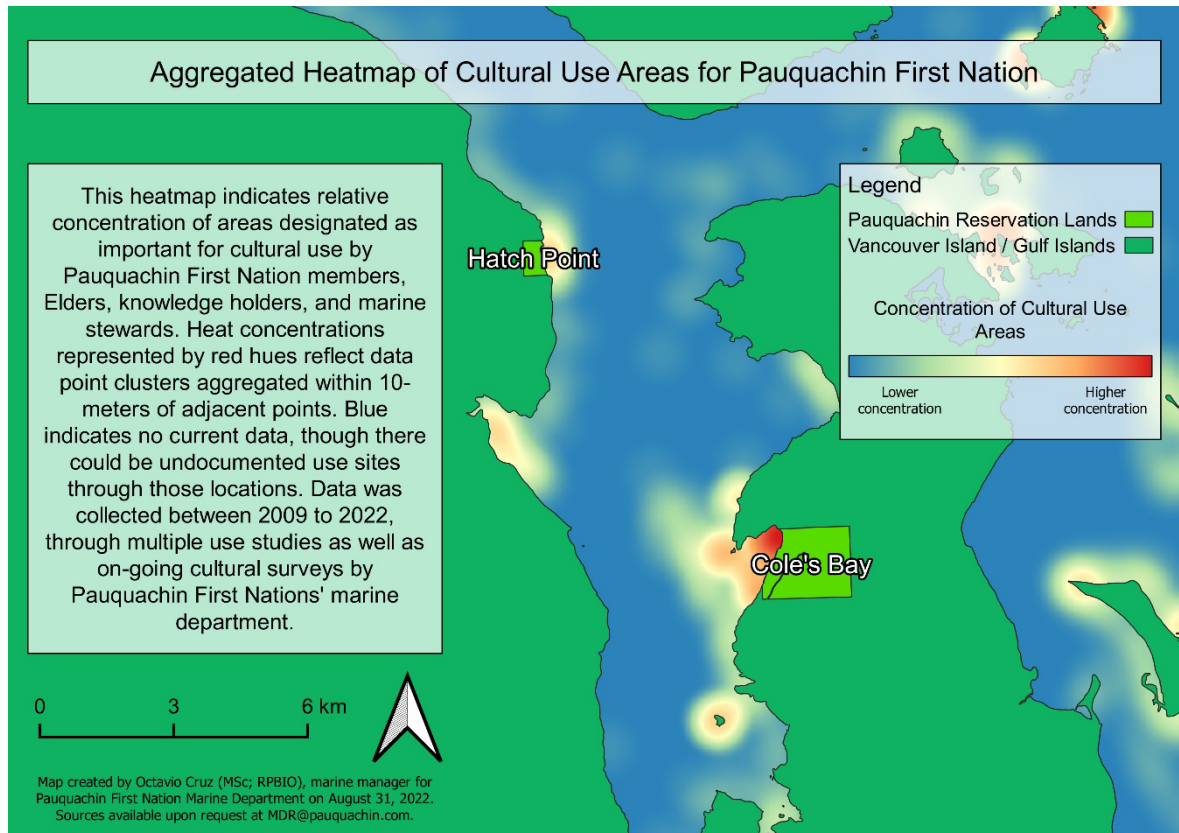 Aggregated Heatmap of Cultural Use Areas for Pauquachin First Nation
This heatmap indicates relative
concentration of areas designated as
important for cultural use by
Pauquachin First Nation members,
Elders, knowledge holders, and marine
stewards. Heat concentrations
represented by red hues reflect data
point clusters aggregated within 10-
meters of adjacent points. Blue
indicates no current data, though there
could be undocumented use sites
through those locations. Data was
collected between 2009 to 2022,
through multiple use studies as well as
on-going cultural surveys by
Pauquachin First Nations' marine
department.
Hatch Point
Cole's Bay
Legend
Pauquachin Reservation Lands
Vancouver Island / Gulf Islands
Concentration of Cultural Use
Areas
Lower
concentration
Higher
concentration
0 3 6 km
Map created by Octavio Cruz (MSc; RPBIO), marine manager for
Pauquachin First Nation Marine Department on August 31, 2022.
Sources available upon request at MDR@pauquachin.com.